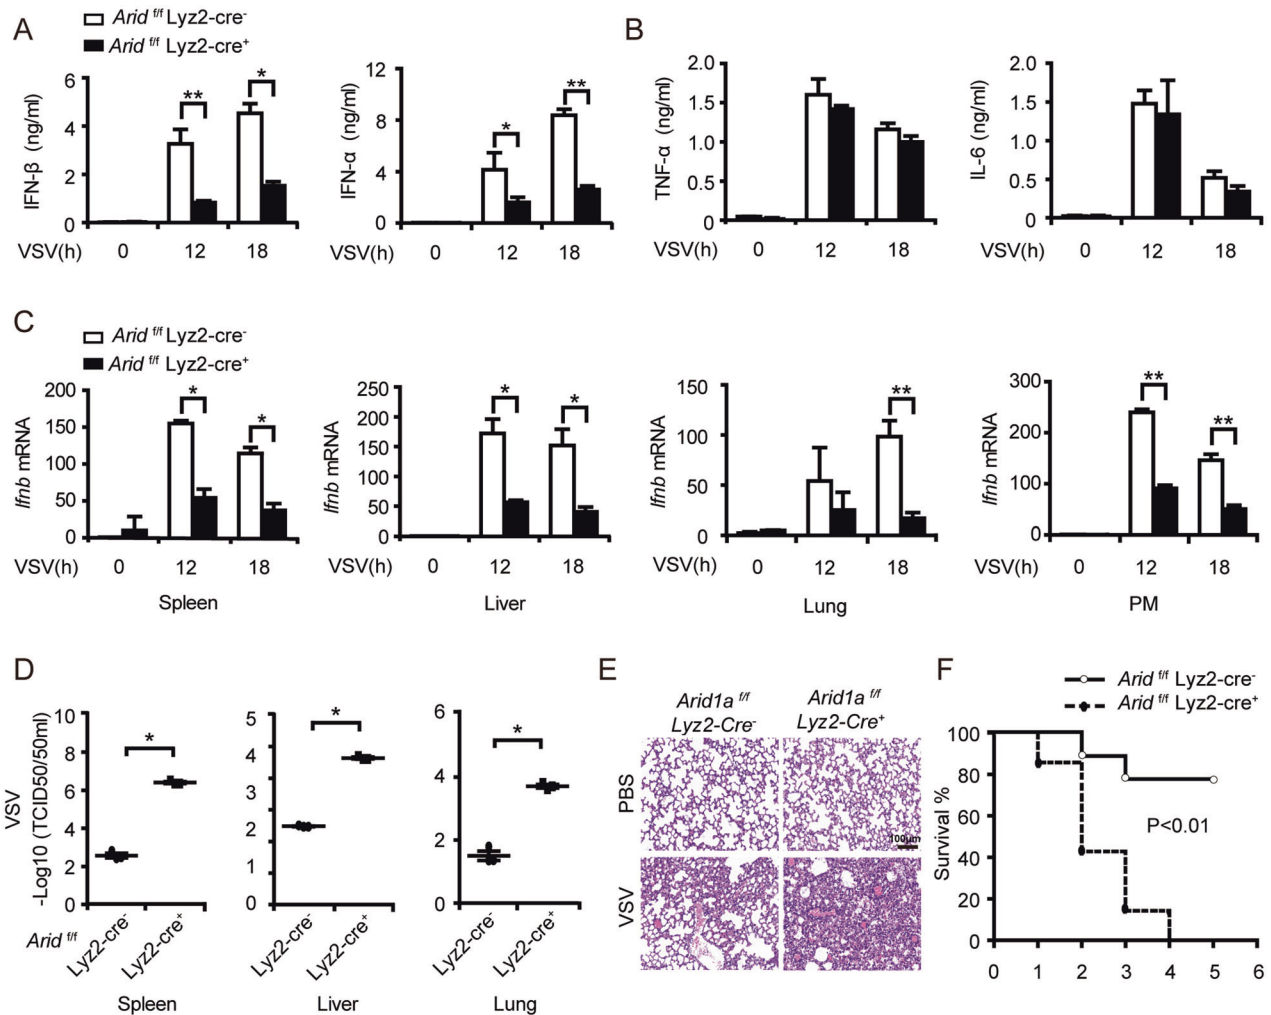 A
Arid f/f Lyz2-cre-
Arid f/f Lyz2-cre+
IFN-β (ng/ml)
6
4
2
0
** *
VSV(h) 0 12 18
IFN-α (ng/ml)
12
8
4
0
* **
VSV(h) 0 12 18
B
TNF-α (ng/ml)
2.0
1.5
1.0
0.5
0
VSV(h) 0 12 18
IL-6 (ng/ml)
2.0
1.5
1.0
0.5
0
VSV(h) 0 12 18
C
Arid f/f Lyz2-cre-
Arid f/f Lyz2-cre+
Ifnb mRNA
200
150
100
50
0
* *
VSV(h) 0 12 18
Spleen
Ifnb mRNA
250
200
150
100
50
0
* *
VSV(h) 0 12 18
Liver
Ifnb mRNA
150
100
50
0
**
VSV(h) 0 12 18
Lung
Ifnb mRNA
300
200
100
0
** **
VSV(h) 0 12 18
PM
D
VSV
-Log10 (TCID50/50ml)
10
8
6
4
2
0
*
Arid f/f
Lyz2-cre-
Lyz2-cre+
Spleen
5
4
3
2
1
0
*
Lyz2-cre-
Lyz2-cre+
Liver
6
4
2
0
*
Lyz2-cre-
Lyz2-cre+
Lung
E
Arid1a f/f
Lyz2-Cre-
Arid1a f/f
Lyz2-Cre+
PBS
100μm
VSV
F
Arid f/f Lyz2-cre-
Arid f/f Lyz2-cre+
Survival %
100
80
60
40
20
0
P<0.01
0 1 2 3 4 5 6